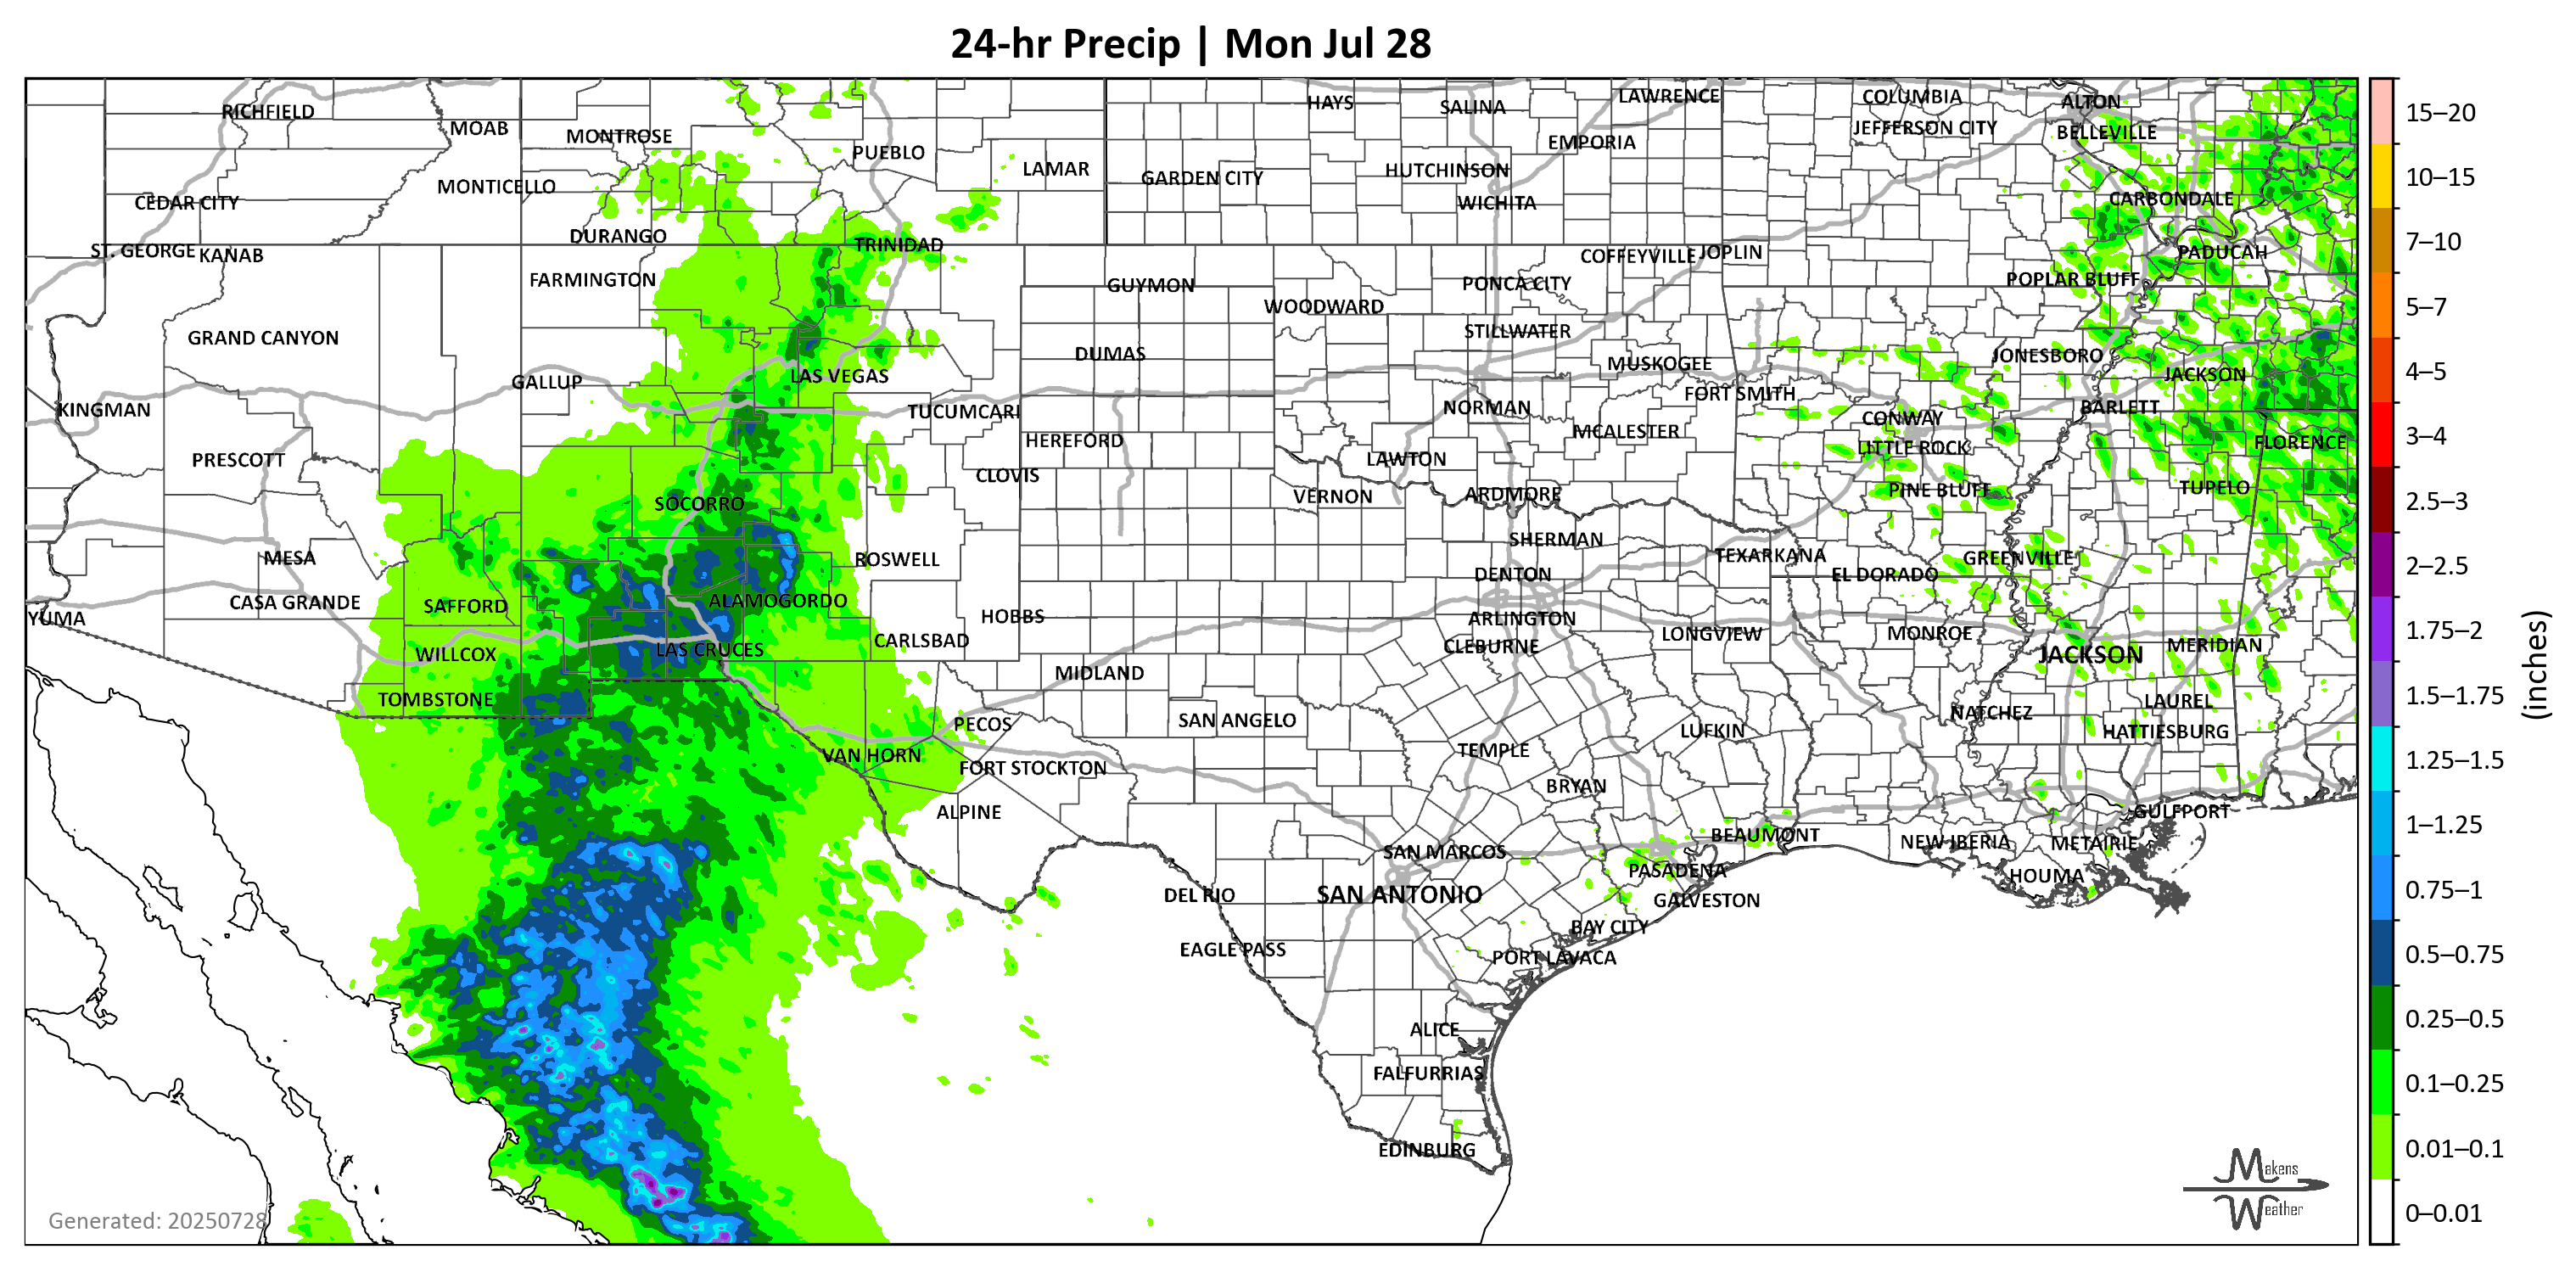 24-hr Precip | Mon Jul 28
RICHFIELD
MOAB
MONTROSE
PUEBLO
LAMAR
HAYS
SALINA
LAWRENCE
COLUMBIA
ALTON
JEFFERSON CITY
BELLEVILLE
EMPORIA
GARDEN CITY
HUTCHINSON
MONTICELLO
CEDAR CITY
WICHITA
CARBONDALE
DURANGO
TRINIDAD
ST. GEORGE
KANAB
COFFEYVILLE
JOPLIN
PADUCAH
FARMINGTON
GUYMON
PONCA CITY
POPLAR BLUFF
WOODWARD
GRAND CANYON
STILLWATER
DUMAS
JONESBORO
MUSKOGEE
GALLUP
LAS VEGAS
JACKSON
FORT SMITH
KINGMAN
TUCUMCARI
NORMAN
BARLETT
CONWAY
HEREFORD
MCALESTER
LITTLE ROCK
FLORENCE
PRESCOTT
LAWTON
CLOVIS
SOCORRO
VERNON
ARDMORE
PINE BLUFF
TUPELO
SHERMAN
MESA
ROSWELL
TEXARKANA
GREENVILLE
DENTON
EL DORADO
CASA GRANDE
SAFFORD
ALAMOGORDO
YUMA
HOBBS
ARLINGTON
LONGVIEW
MONROE
WILLCOX
LAS CRUCES
CARLSBAD
CLEBURNE
JACKSON
MERIDIAN
MIDLAND
TOMBSTONE
PECOS
SAN ANGELO
NATCHEZ
LAUREL
LUFKIN
HATTIESBURG
VAN HORN
FORT STOCKTON
TEMPLE
BRYAN
ALPINE
GULFPORT
BEAUMONT
NEW IBERIA
METAIRIE
SAN MARCOS
PASADENA
HOUMA
DEL RIO
SAN ANTONIO
GALVESTON
BAY CITY
EAGLE PASS
PORT LAVACA
ALICE
FALFURRIAS
EDINBURG
Generated: 20250728
Makens
Weather
15–20
10–15
7–10
5–7
4–5
3–4
2.5–3
2–2.5
1.75–2
1.5–1.75
1.25–1.5
1–1.25
0.75–1
0.5–0.75
0.25–0.5
0.1–0.25
0.01–0.1
0–0.01
(inches)